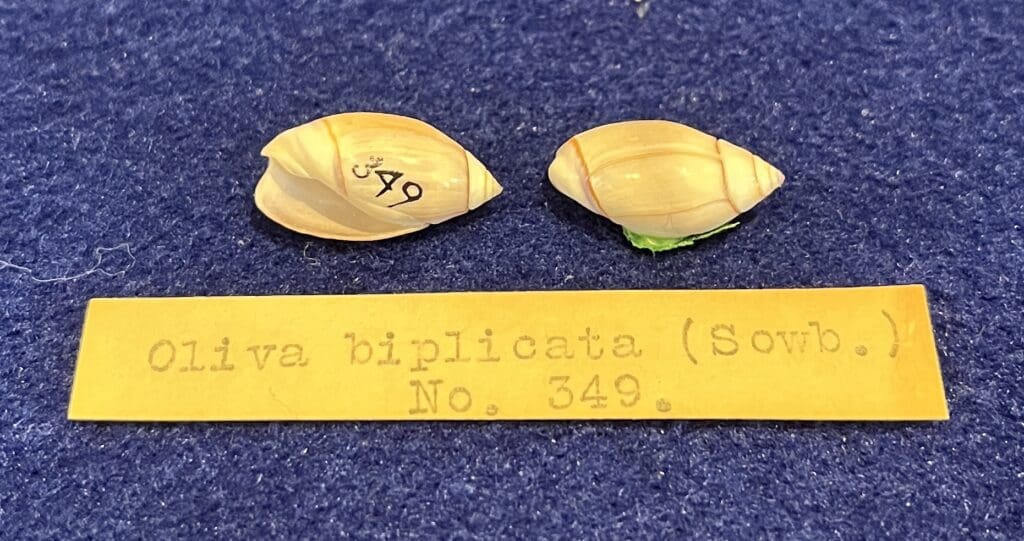 349
Oliva biplicata (Sowb.)
No. 349.